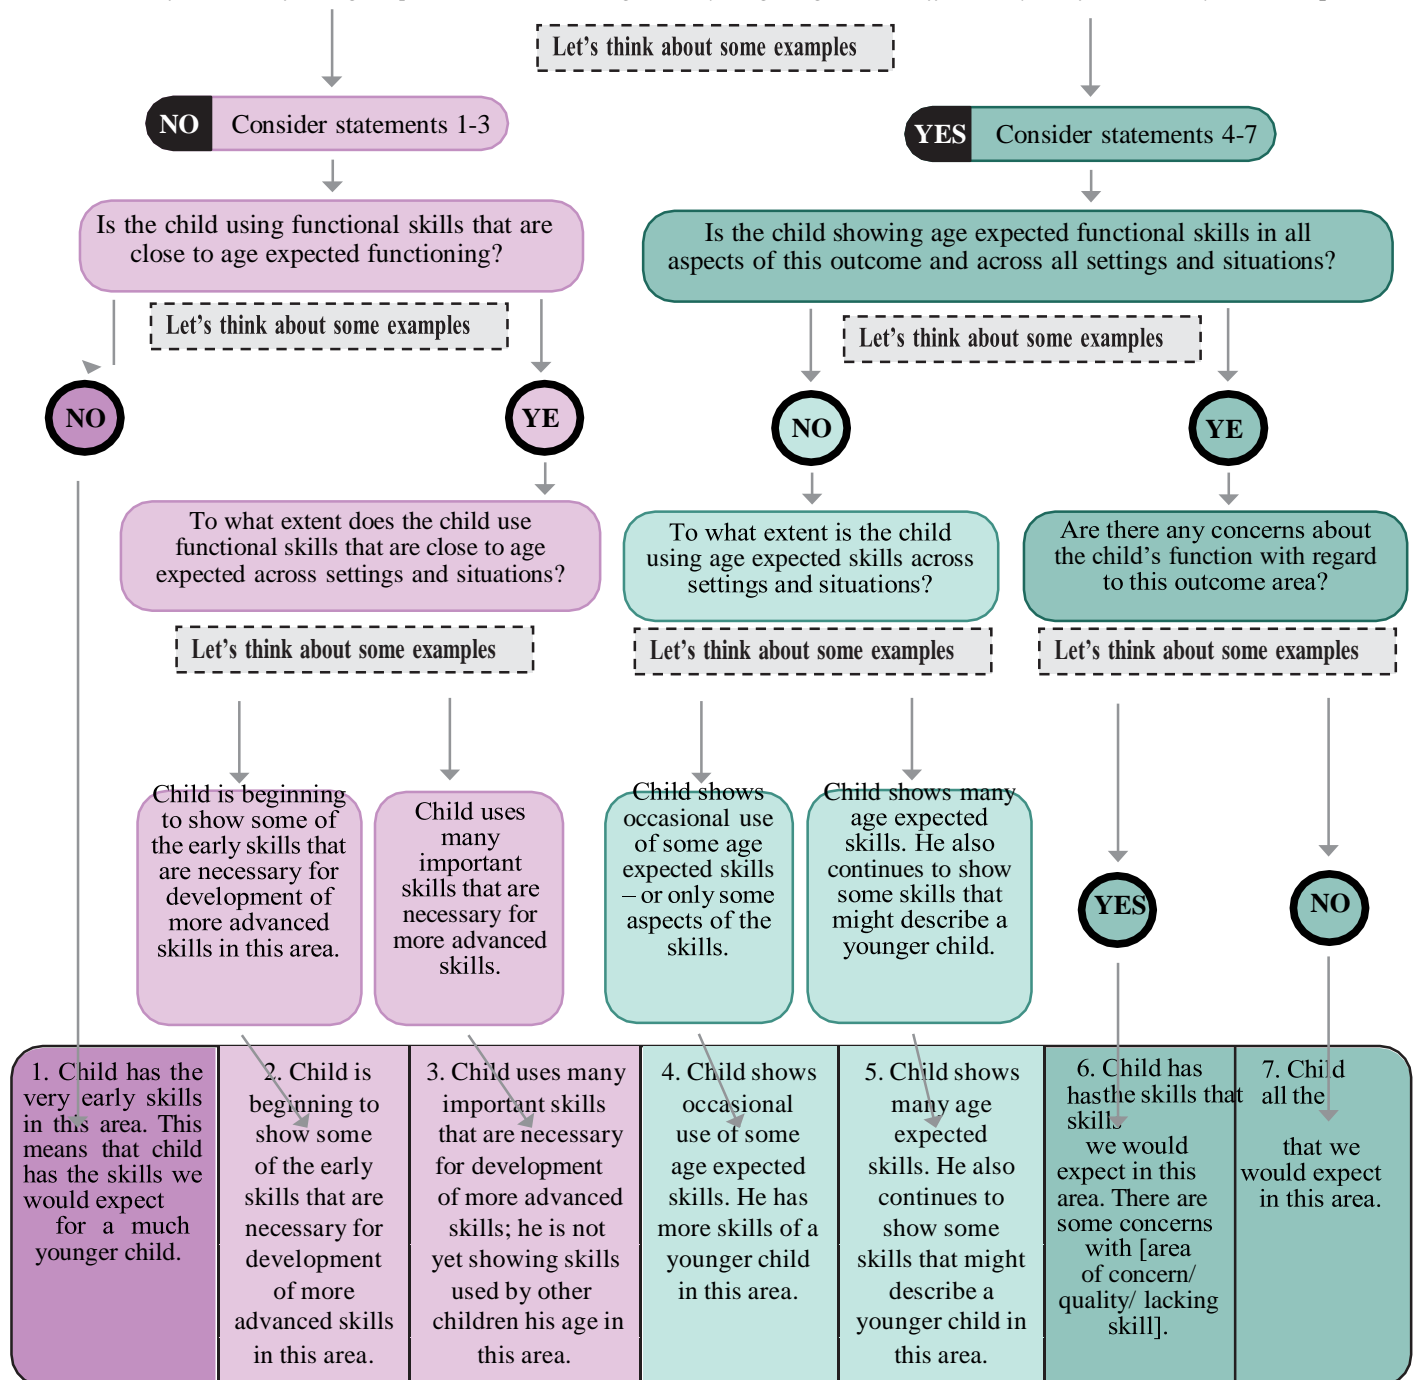 Let's think about some examples
NO Consider statements 1-3
YES Consider statements 4-7
Is the child using functional skills that are
close to age expected functioning?
Is the child showing age expected functional skills in all
aspects of this outcome and across all settings and situations?
Let's think about some examples
Let's think about some examples
NO
YE
NO
YE
To what extent does the child use
functional skills that are close to age
expected across settings and situations?
To what extent is the child
using age expected skills across
settings and situations?
Are there any concerns about
the child's function with regard
to this outcome area?
Let's think about some examples
Let's think about some examples
Let's think about some examples
Child is beginning
to show some of
the early skills that
are necessary for
development of
more advanced
skills in this area.
Child uses
many
important
skills that are
necessary for
more advanced
skills.
Child shows
occasional use
of some age
expected skills
– or only some
aspects of the
skills.
Child shows many
age expected
skills. He also
continues to show
some skills that
might describe a
younger child.
YES
NO
1. Child has the
very early skills
in this area. This
means that child
has the skills we
would expect
for a much
younger child.
2. Child is
beginning to
show some
of the early
skills that are
necessary for
development
of more
advanced skills
in this area.
3. Child uses many
important skills
that are necessary
for development
of more advanced
skills; he is not
yet showing skills
used by other
children his age in
this area.
4. Child shows
occasional
use of some
age expected
skills. He has
more skills of a
younger child
in this area.
5. Child shows
many age
expected
skills. He also
continues to
show some
skills that might
describe a
younger child in
this area.
6. Child has
hasthe skills that
skills
we would
expect in this
area. There are
some concerns
with [area
of concern/
quality/ lacking
skill].
7. Child
all the
that we
would expect
in this area.